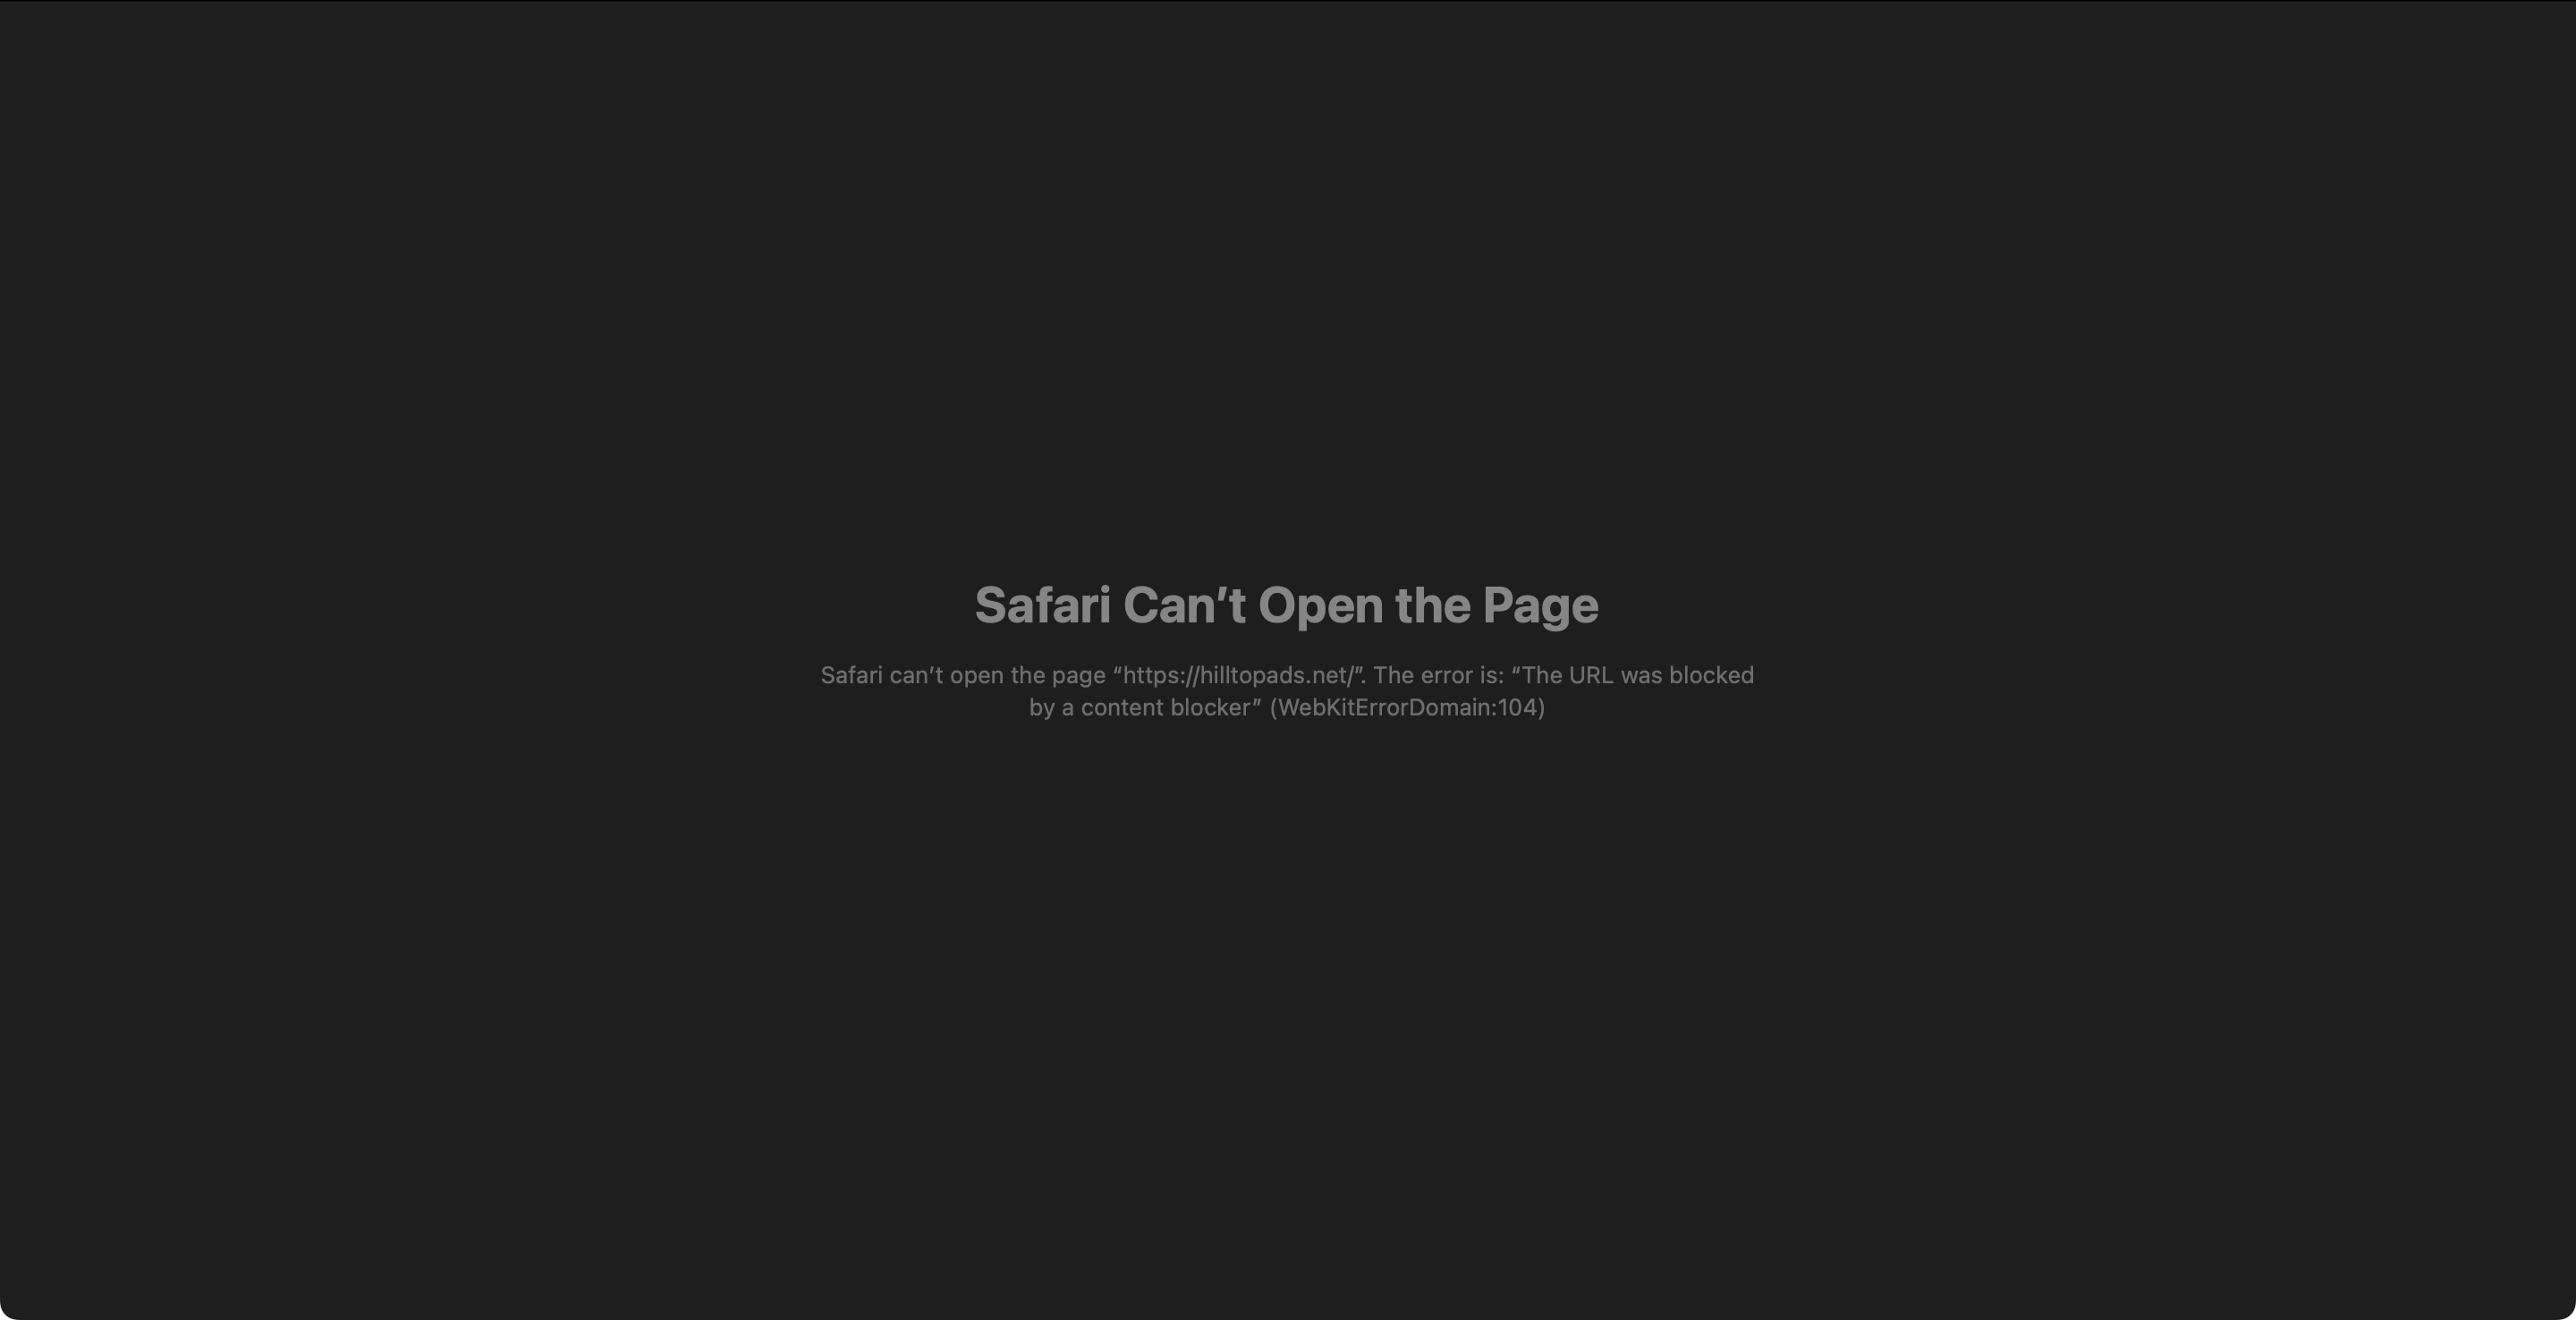 Safari Can’t Open the Page
Safari can’t open the page “https://hilltopads.net/”. The error is: “The URL was blocked
by a content blocker” (WebKitErrorDomain:104)